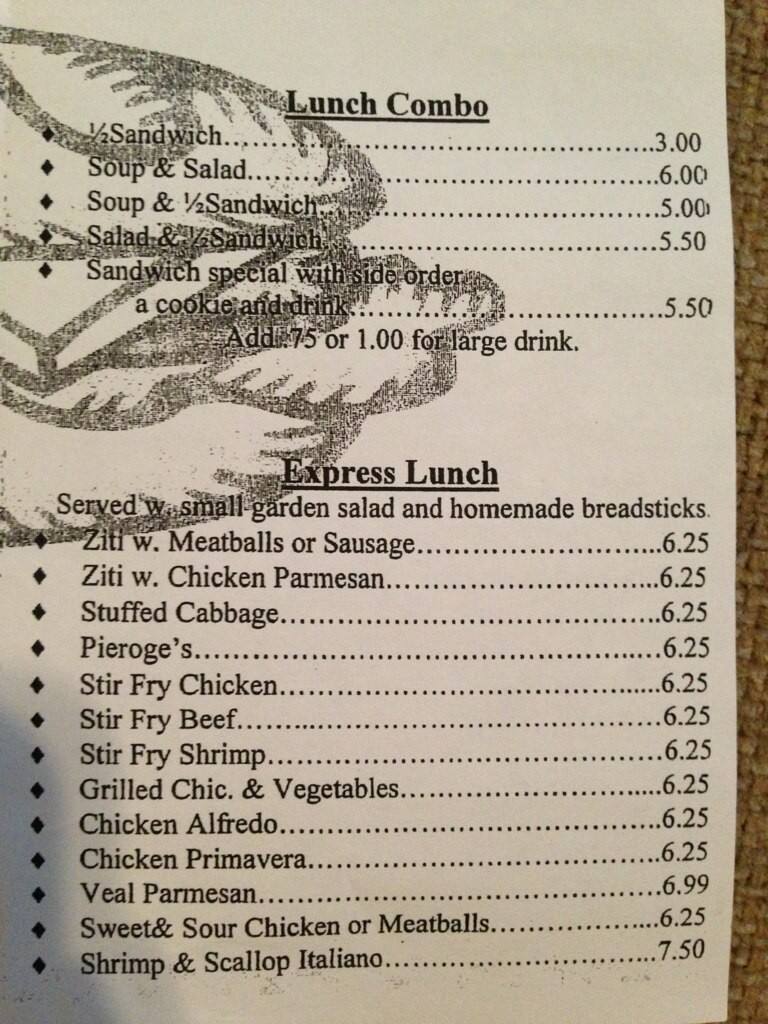 Lunch Combo
♦ ½Sandwich..............................................3.00
♦ Soup & Salad...........................................6.00
♦ Soup & ½Sandwich....................................5.00
♦ Salad & ½Sandwich...................................5.50
♦ Sandwich special with side order
a cookie and drink..................................5.50
Add .75 or 1.00 for large drink.
Express Lunch
Served w. small garden salad and homemade breadsticks.
♦ Ziti w. Meatballs or Sausage..........................6.25
♦ Ziti w. Chicken Parmesan..............................6.25
♦ Stuffed Cabbage.........................................6.25
♦ Pieroge's..................................................6.25
♦ Stir Fry Chicken.........................................6.25
♦ Stir Fry Beef.............................................6.25
♦ Stir Fry Shrimp..........................................6.25
♦ Grilled Chic. & Vegetables............................6.25
♦ Chicken Alfredo.........................................6.25
♦ Chicken Primavera......................................6.25
♦ Veal Parmesan...........................................6.99
♦ Sweet& Sour Chicken or Meatballs...................6.25
♦ Shrimp & Scallop Italiano.............................7.50